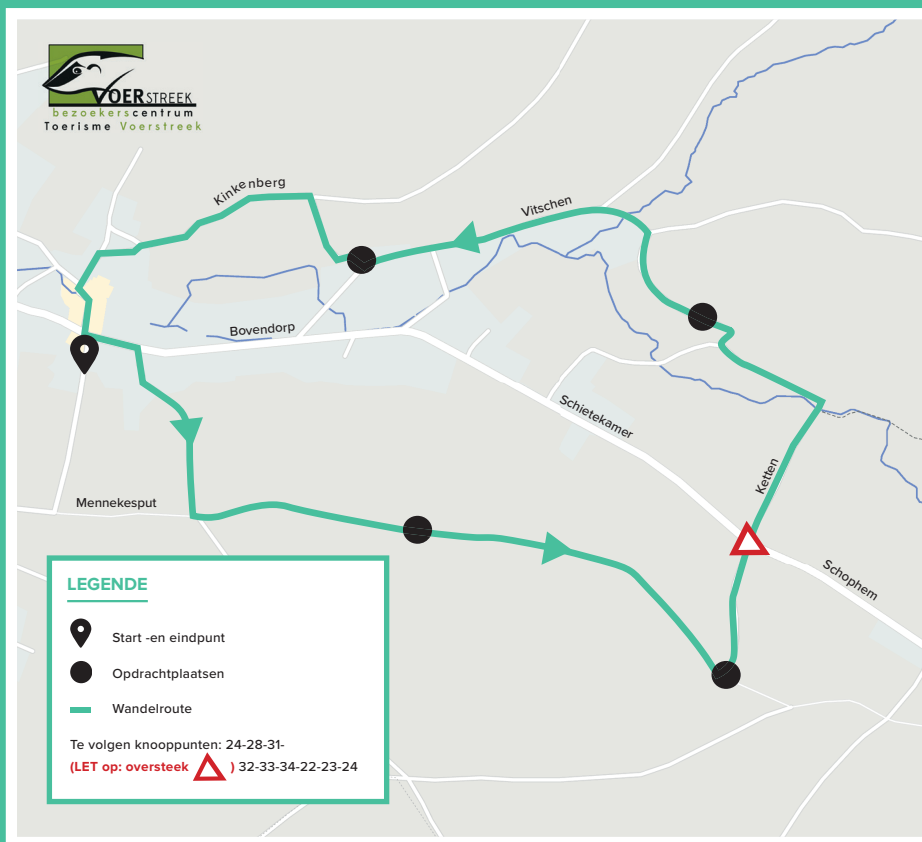 VOERSTREEK
bezoekerscentrum
Toerisme Voerstreek
Kinkenberg
Vitschen
Bovendorp
Schietekamer
Ketten
Mennekesput
Schophem
LEGENDE
Start -en eindpunt
Opdrachtplaatsen
Wandelroute
Te volgen knooppunten: 24-28-31-
(LET op: oversteek ) 32-33-34-22-23-24